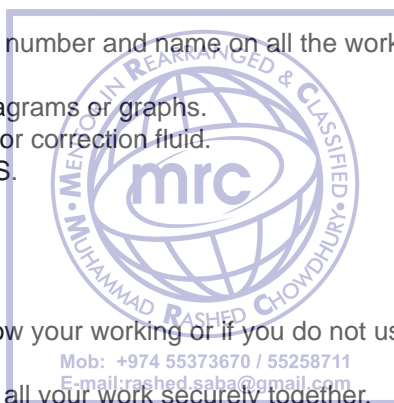 number and name on all the work
REARRANGED & CLASSIFIED
agrams or graphs.
or correction fluid.
S.
MENTOR IN
mrc
MUHAMMAD RASHED CHOWDHURY
ow your working or if you do not us
Mob: +974 55373670 / 55258711
E-mail:rashed.saba@gmail.com
all your work securely together.